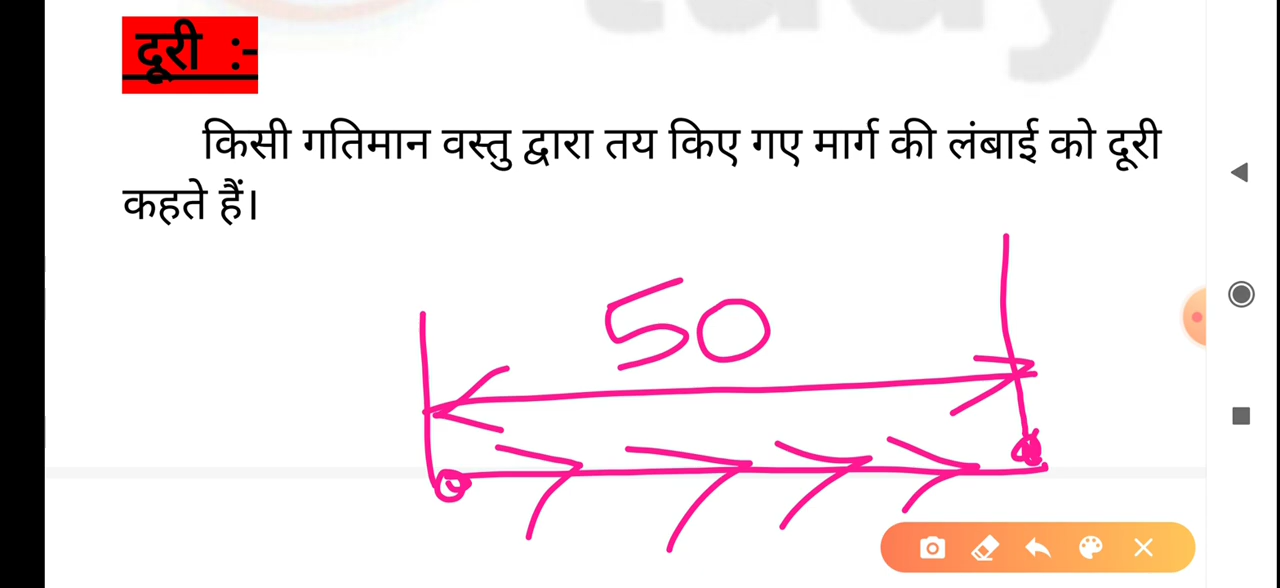 दूरी :-
किसी गतिमान वस्तु द्वारा तय किए गए मार्ग की लंबाई को दूरी
कहते हैं।
50